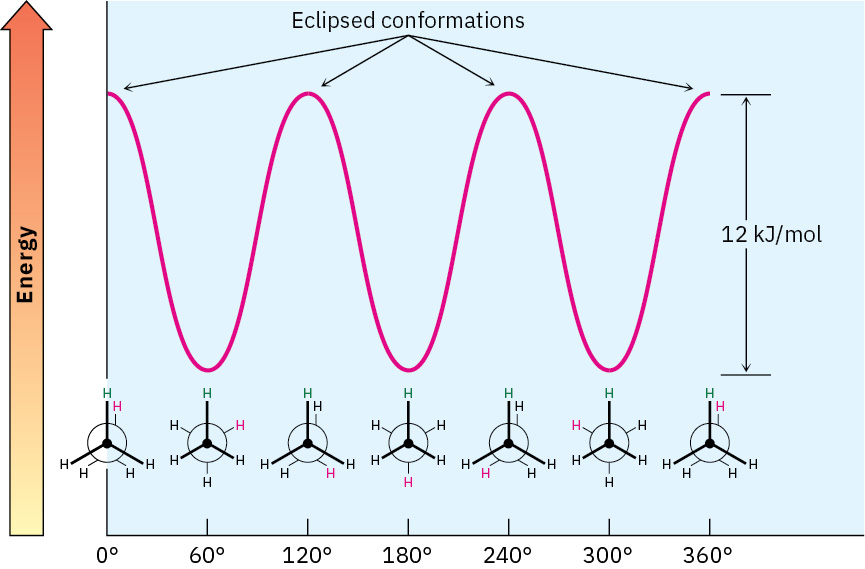 Eclipsed conformations
Energy
12 kJ/mol
H H H H H H H
H H H H H H H
H H H H H H
H H H H H H H H H H H H H H
H H H H H H H H H H H
0° 60° 120° 180° 240° 300° 360°